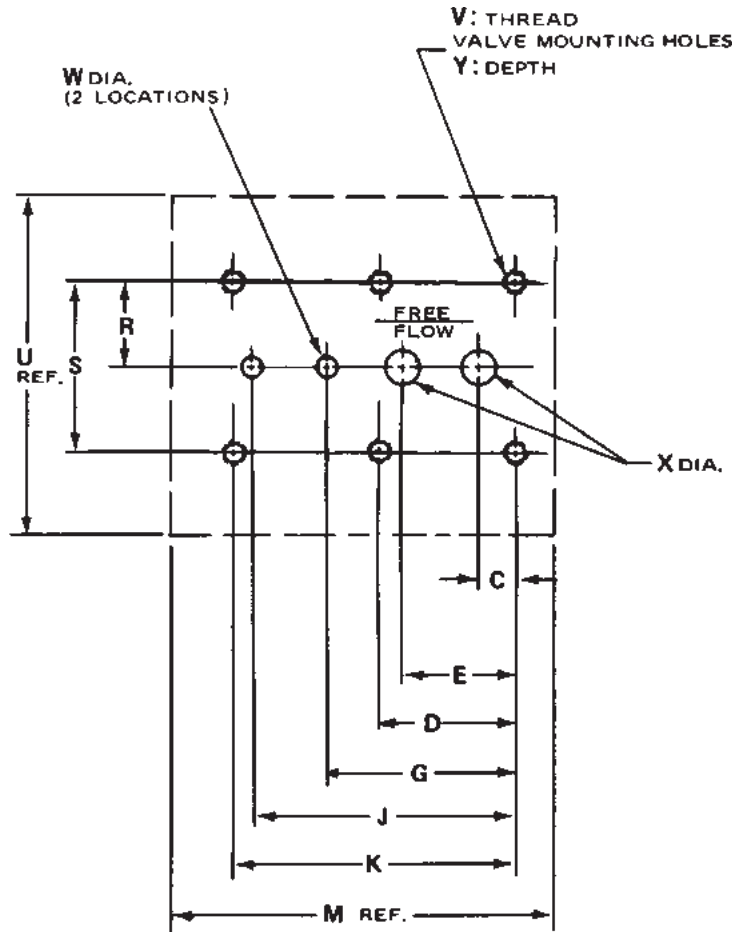 V: THREAD
VALVE MOUNTING HOLES
Y: DEPTH
W DIA.
(2 LOCATIONS)
FREE
FLOW
R
U
REF.
S
X DIA.
C
E
D
G
J
K
M REF.